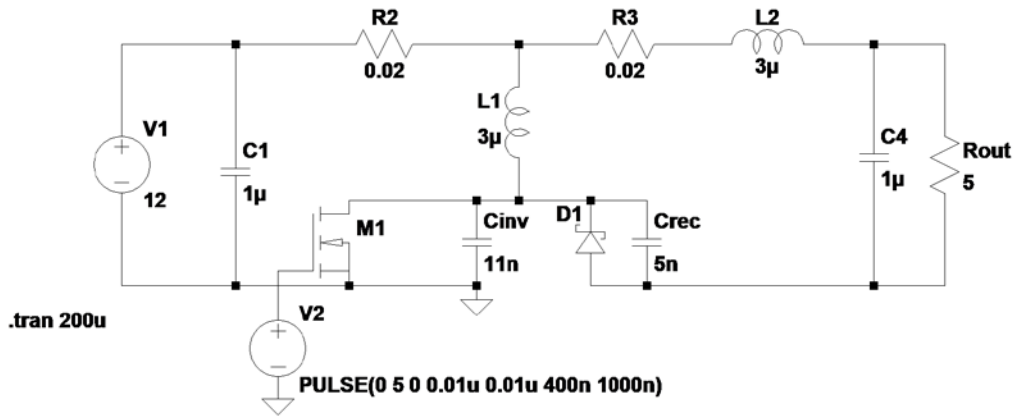 R2
0.02
R3
0.02
L2
3µ
L1
3µ
V1
12
C1
1µ
C4
1µ
Rout
5
M1
Cinv
11n
D1
Crec
5n
V2
.tran 200u
PULSE(0 5 0 0.01u 0.01u 400n 1000n)